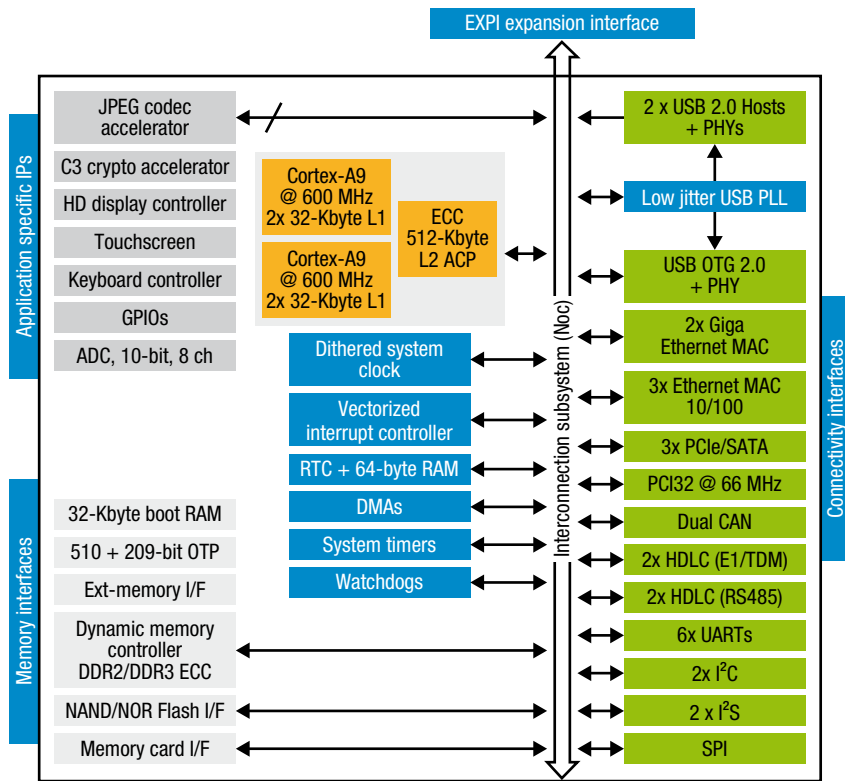 EXPI expansion interface
Application specific IPs
JPEG codec
accelerator
C3 crypto accelerator
HD display controller
Touchscreen
Keyboard controller
GPIOs
ADC, 10-bit, 8 ch
Cortex-A9
@ 600 MHz
2x 32-Kbyte L1
Cortex-A9
@ 600 MHz
2x 32-Kbyte L1
ECC
512-Kbyte
L2 ACP
Dithered system
clock
Vectorized
interrupt controller
RTC + 64-byte RAM
DMAs
System timers
Watchdogs
Memory interfaces
32-Kbyte boot RAM
510 + 209-bit OTP
Ext-memory I/F
Dynamic memory
controller
DDR2/DDR3 ECC
NAND/NOR Flash I/F
Memory card I/F
Interconnection subsystem (Noc)
2 x USB 2.0 Hosts
+ PHYs
Low jitter USB PLL
USB OTG 2.0
+ PHY
2x Giga
Ethernet MAC
3x Ethernet MAC
10/100
3x PCIe/SATA
PCI32 @ 66 MHz
Dual CAN
2x HDLC (E1/TDM)
2x HDLC (RS485)
6x UARTs
2x I²C
2 x I²S
SPI
Connectivity interfaces